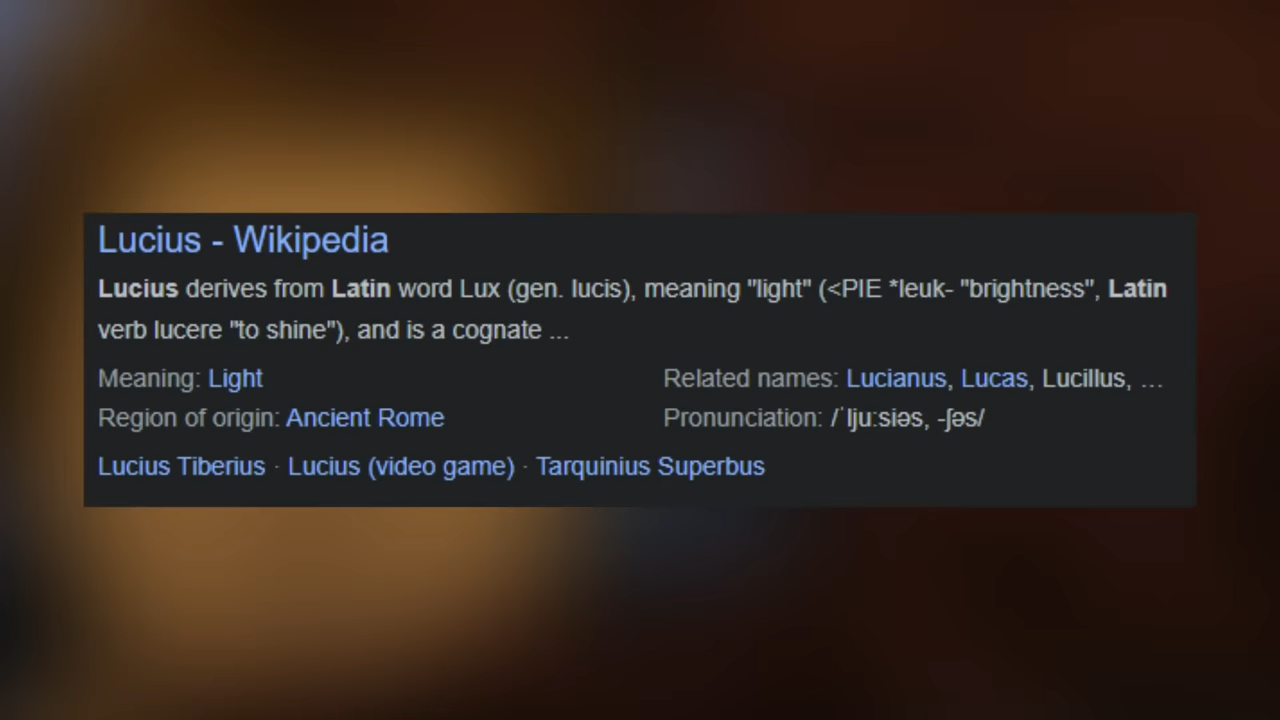 Lucius - Wikipedia
Lucius derives from Latin word Lux (gen. lucis), meaning "light" (<PIE *leuk- "brightness", Latin
verb lucere "to shine"), and is a cognate ...
Meaning: Light Related names: Lucianus, Lucas, Lucillus, ...
Region of origin: Ancient Rome Pronunciation: /ˈljuːsiəs, -ʃəs/
Lucius Tiberius · Lucius (video game) · Tarquinius Superbus